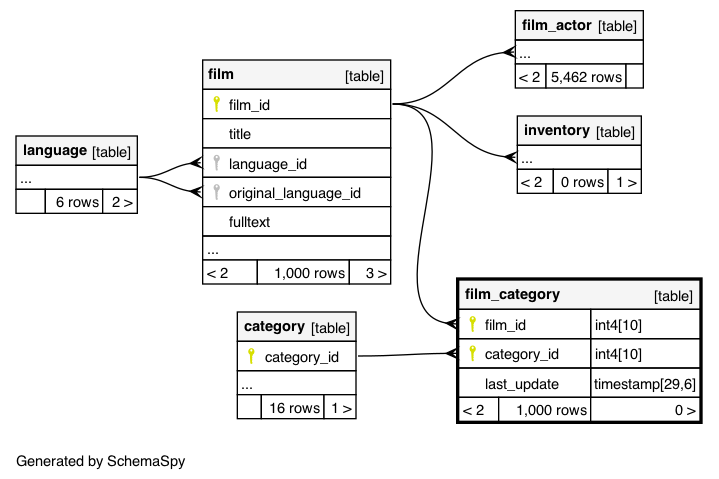 film_actor [table]
...
< 2 5,462 rows
film [table]
film_id
title
language_id
original_language_id
fulltext
...
< 2 1,000 rows 3 >
inventory [table]
...
< 2 0 rows 1 >
language [table]
...
6 rows 2 >
film_category [table]
film_id int4[10]
category_id int4[10]
last_update timestamp[29,6]
< 2 1,000 rows 0 >
category [table]
category_id
...
16 rows 1 >
Generated by SchemaSpy